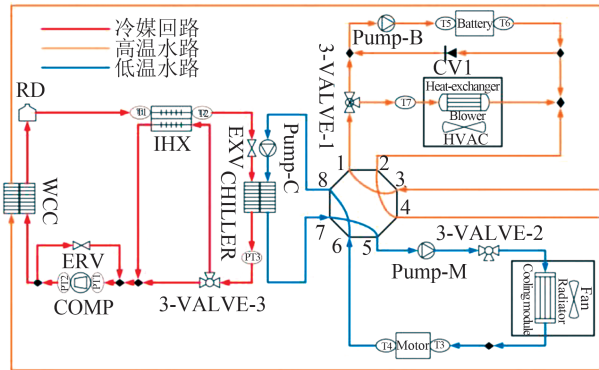 冷媒回路
高温水路
低温水路
RD
IHX
WCC
ERV
COMP
PT2
PT1
3-VALVE-3
EXV
CHILLER
PT3
Pump-C
Pump-B
T5
Battery
T6
CV1
3-VALVE-1
T7
Heat-exchanger
Blower
HVAC
1
2
3
4
5
6
7
8
3-VALVE-2
Pump-M
Cooling module
Radiator
Fan
T4
Motor
T3